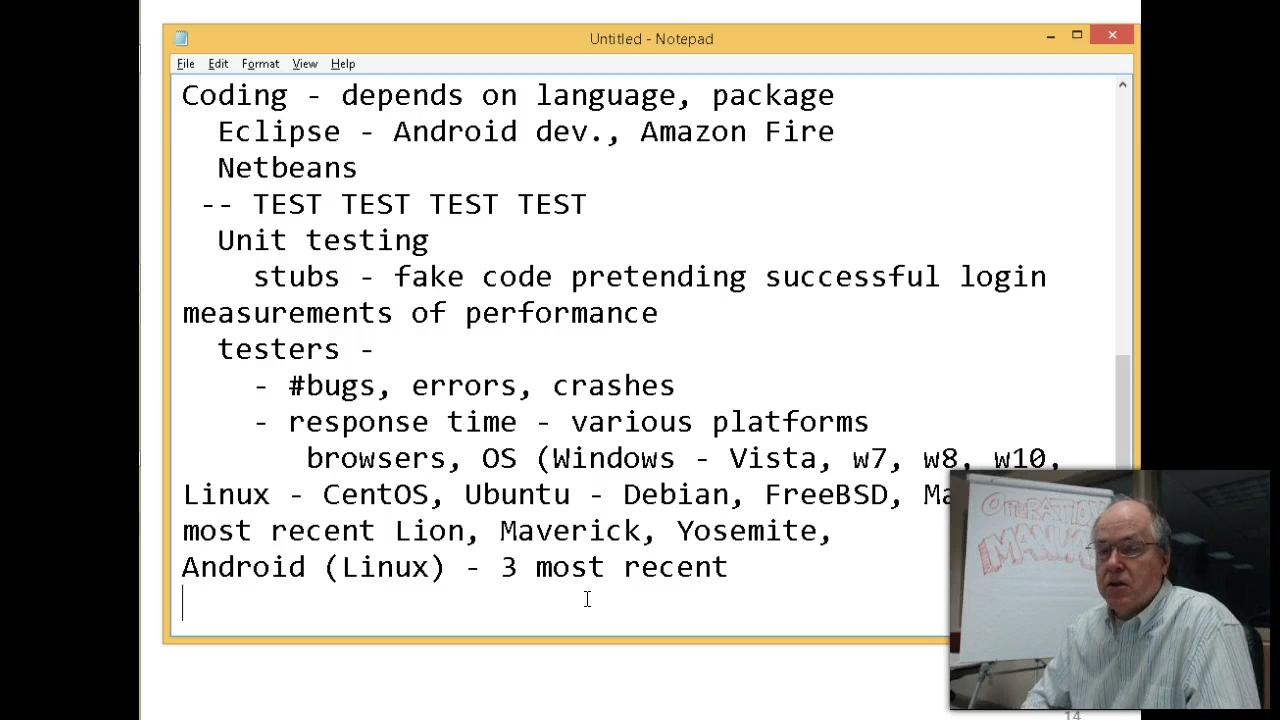 Untitled - Notepad
File Edit Format View Help
Coding - depends on language, package
Eclipse - Android dev., Amazon Fire
Netbeans
-- TEST TEST TEST TEST
Unit testing
stubs - fake code pretending successful login
measurements of performance
testers -
- #bugs, errors, crashes
- response time - various platforms
browsers, OS (Windows - Vista, w7, w8, w10,
Linux - CentOS, Ubuntu - Debian, FreeBSD,
most recent Lion, Maverick, Yosemite,
Android (Linux) - 3 most recent
OPERATION
14